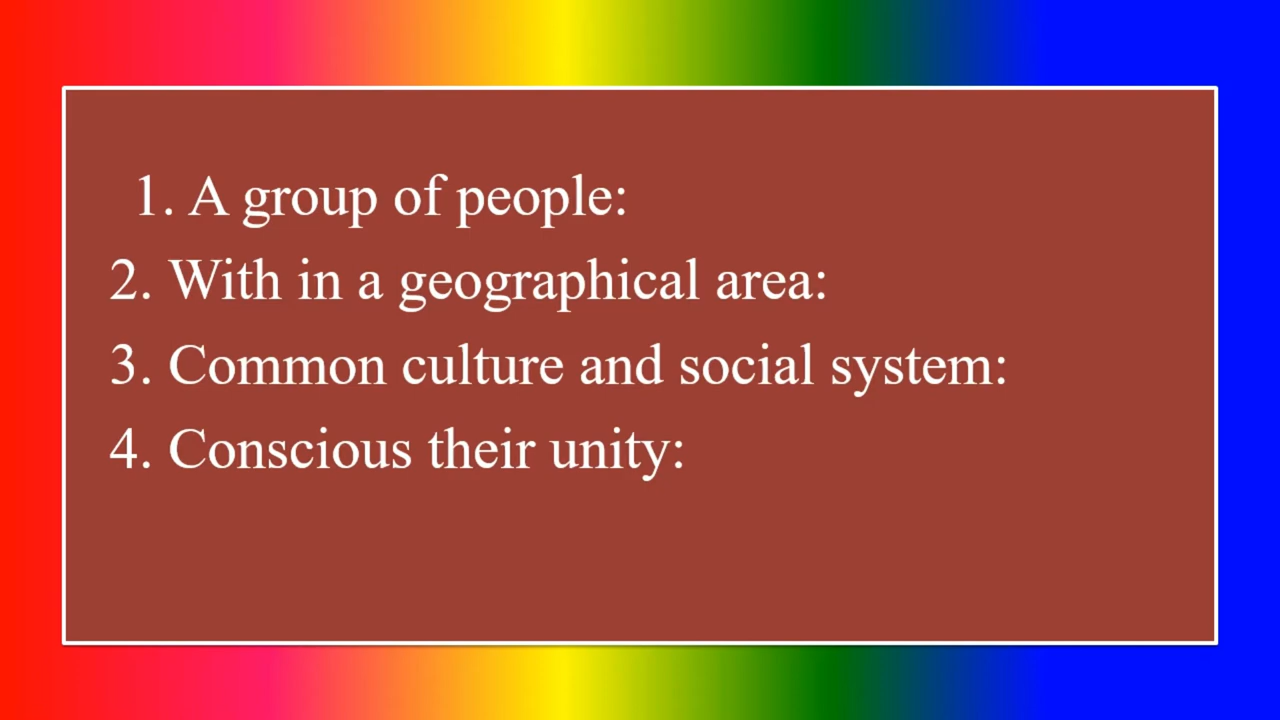 1. A group of people:
2. With in a geographical area:
3. Common culture and social system:
4. Conscious their unity: